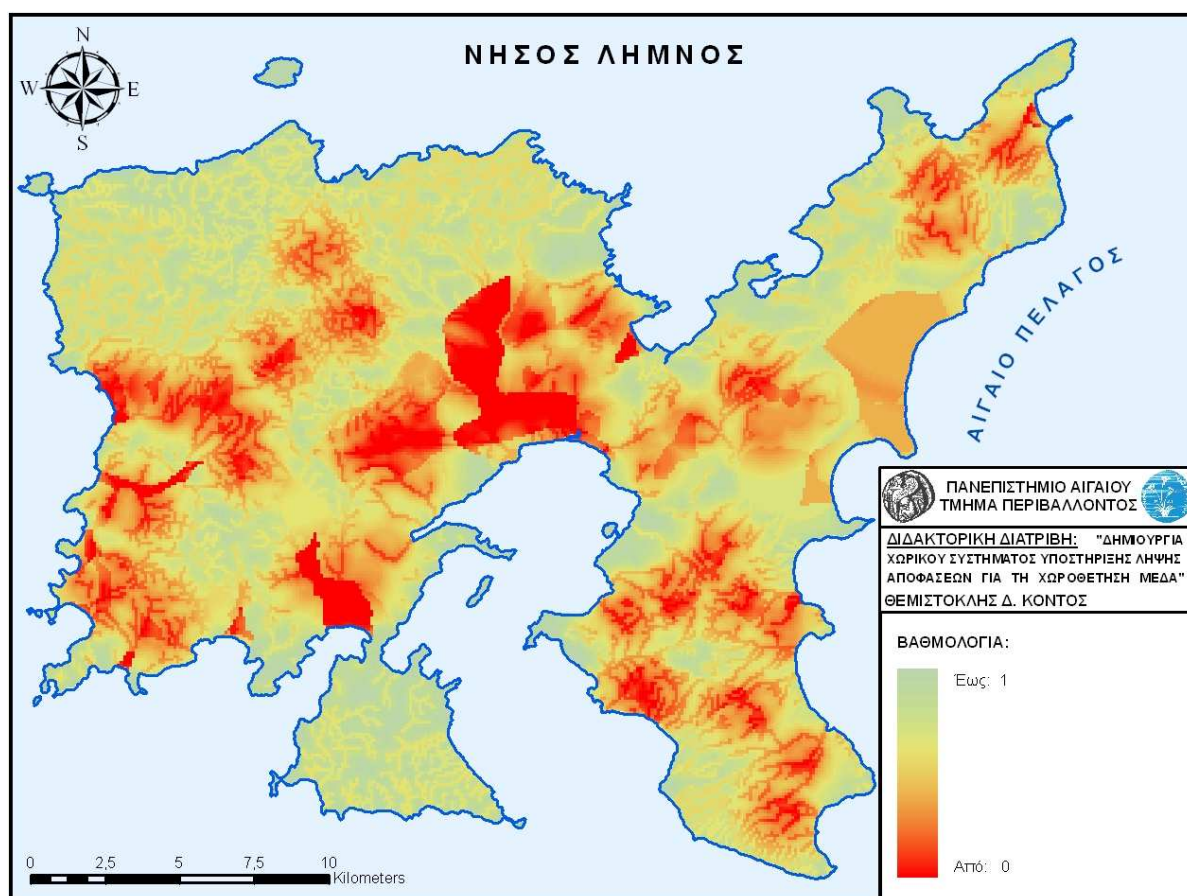 ΝΗΣΟΣ ΛΗΜΝΟΣ
N
W E
S
ΑΙΓΑΙΟ ΠΕΛΑΓΟΣ
ΠΑΝΕΠΙΣΤΗΜΙΟ ΑΙΓΑΙΟΥ
ΤΜΗΜΑ ΠΕΡΙΒΑΛΛΟΝΤΟΣ
ΔΙΔΑΚΤΟΡΙΚΗ ΔΙΑΤΡΙΒΗ: "ΔΗΜΙΟΥΡΓΙΑ
ΧΩΡΙΚΟΥ ΣΥΣΤΗΜΑΤΟΣ ΥΠΟΣΤΗΡΙΞΗΣ ΛΗΨΗΣ
ΑΠΟΦΑΣΕΩΝ ΓΙΑ ΤΗ ΧΩΡΟΘΕΤΗΣΗ ΜΕΔΑ"
ΘΕΜΙΣΤΟΚΛΗΣ Δ. ΚΟΝΤΟΣ
ΒΑΘΜΟΛΟΓΙΑ:
Έως: 1
Από: 0
0 2,5 5 7,5 10
Kilometers